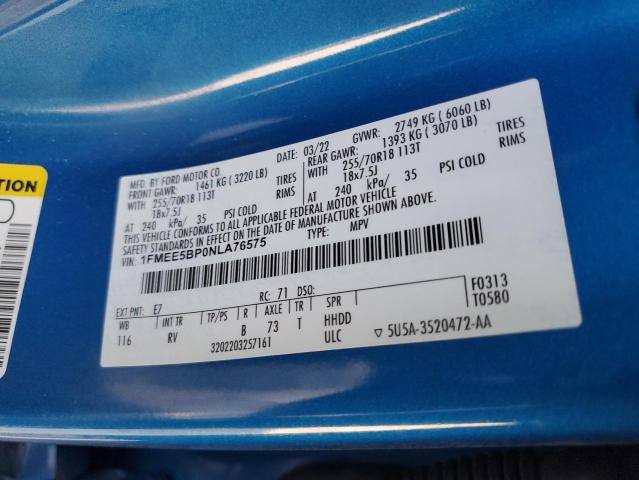 MFD. BY FORD MOTOR CO.
DATE: 03/22 GVWR: 2749 KG ( 6060 LB)
FRONT GAWR: 1461 KG ( 3220 LB) REAR GAWR: 1393 KG ( 3070 LB)
WITH 255/70R18 113T TIRES WITH 255/70R18 113T TIRES
18x7.5J RIMS 18x7.5J RIMS
AT 240 kPa/ 35 PSI COLD AT 240 kPa/ 35 PSI COLD
THIS VEHICLE CONFORMS TO ALL APPLICABLE FEDERAL MOTOR VEHICLE
SAFETY STANDARDS IN EFFECT ON THE DATE OF MANUFACTURE SHOWN ABOVE.
VIN: 1FMEE5BP0NLA76575 TYPE: MPV
EXT PNT: E7 RC: 71 DSO: F0313
WB INT TR TP/PS R AXLE TR SPR T0580
116 RV B 73 T HHDD
3202203257161 ULC ▽ 5U5A-3520472-AA
UTION